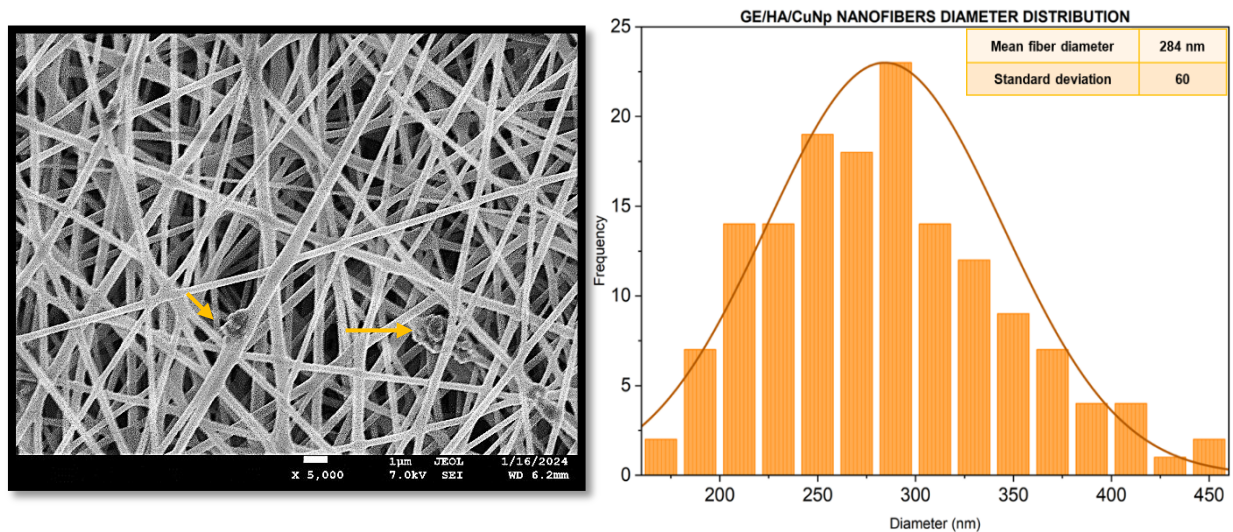 X 5,000 1µm JEOL 1/16/2024
7.0kV SEI WD 6.2mm
GE/HA/CuNp NANOFIBERS DIAMETER DISTRIBUTION
Mean fiber diameter 284 nm
Standard deviation 60
25
20
15
10
5
0
Frequency
200 250 300 350 400 450
Diameter (nm)